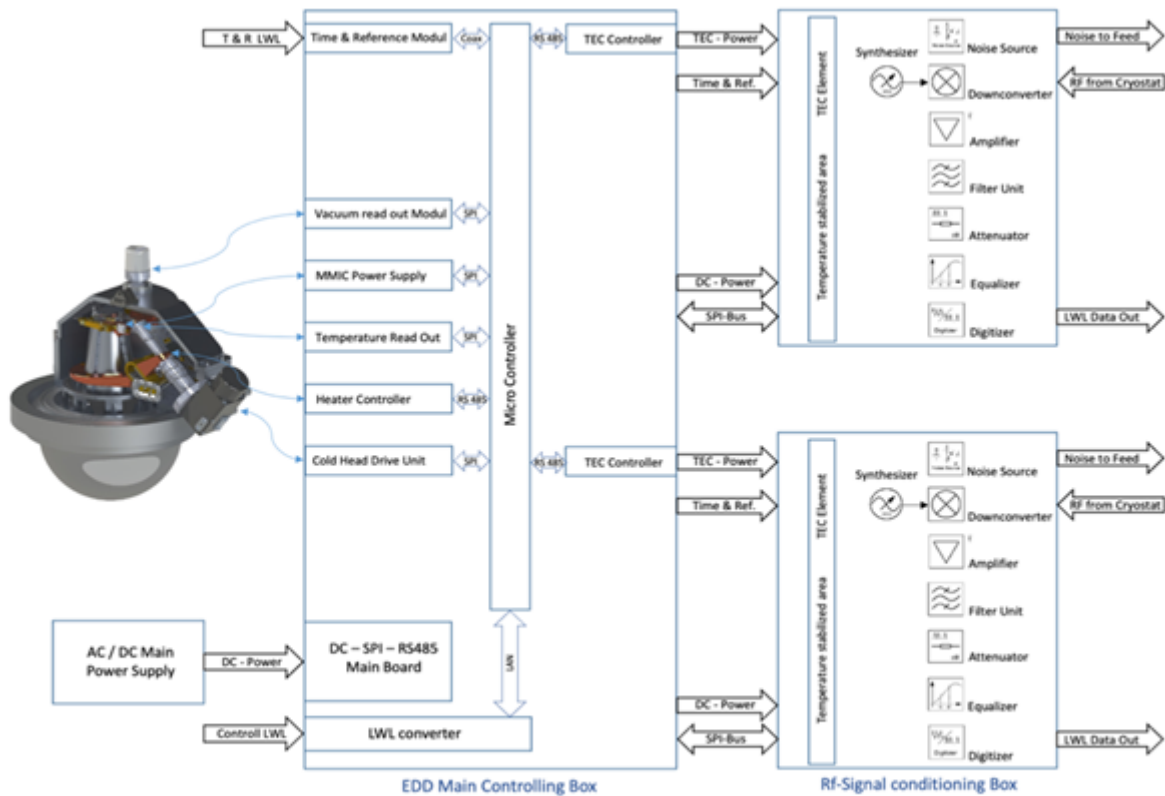 T & R LWL
Time & Reference Modul
Coax
RS 485
TEC Controller
TEC - Power
Time & Ref.
Vacuum read out Modul
SPI
MMIC Power Supply
SPI
Temperature Read Out
SPI
Heater Controller
RS 485
Cold Head Drive Unit
SPI
Micro Controller
DC - Power
SPI-Bus
RS 485
TEC Controller
TEC - Power
Time & Ref.
AC / DC Main
Power Supply
DC - Power
DC – SPI – RS485
Main Board
LAN
Controll LWL
LWL converter
DC - Power
SPI-Bus
EDD Main Controlling Box
TEC Element
Temperature stabilized area
Synthesizer
Noise Source
Downconverter
Amplifier
Filter Unit
Attenuator
Equalizer
Digitizer
Digitizer
Noise to Feed
RF from Cryostat
LWL Data Out
TEC Element
Temperature stabilized area
Synthesizer
Noise Source
Downconverter
Amplifier
Filter Unit
Attenuator
Equalizer
Digitizer
Digitizer
Noise to Feed
RF from Cryostat
LWL Data Out
Rf-Signal conditioning Box